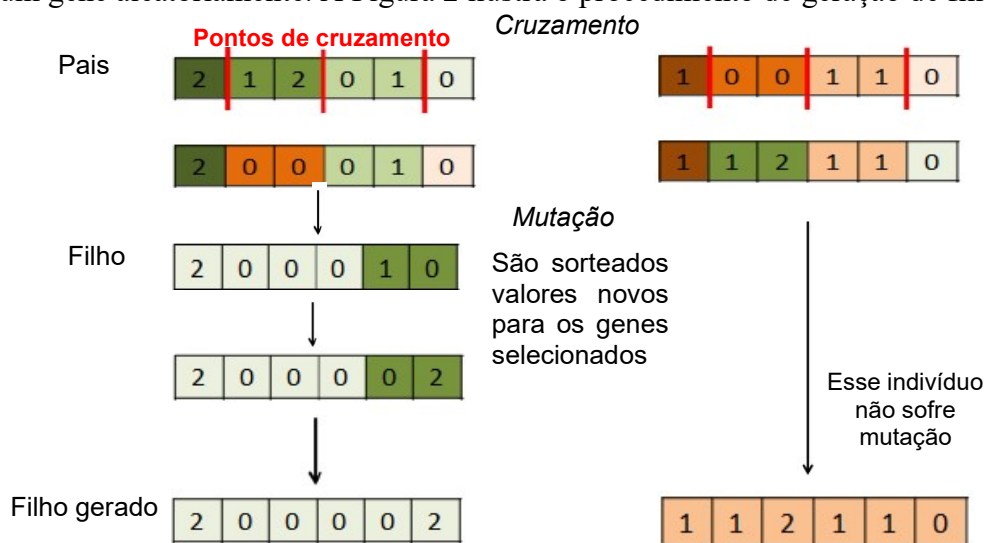 Cruzamento
Pontos de cruzamento
Pais
2 1 2 0 1 0
1 0 0 1 1 0
2 0 0 0 1 0
1 1 2 1 1 0
Mutação
Filho
2 0 0 0 1 0
São sorteados
valores novos
para os genes
selecionados
2 0 0 0 0 2
Esse indivíduo
não sofre
mutação
Filho gerado
2 0 0 0 0 2
1 1 2 1 1 0